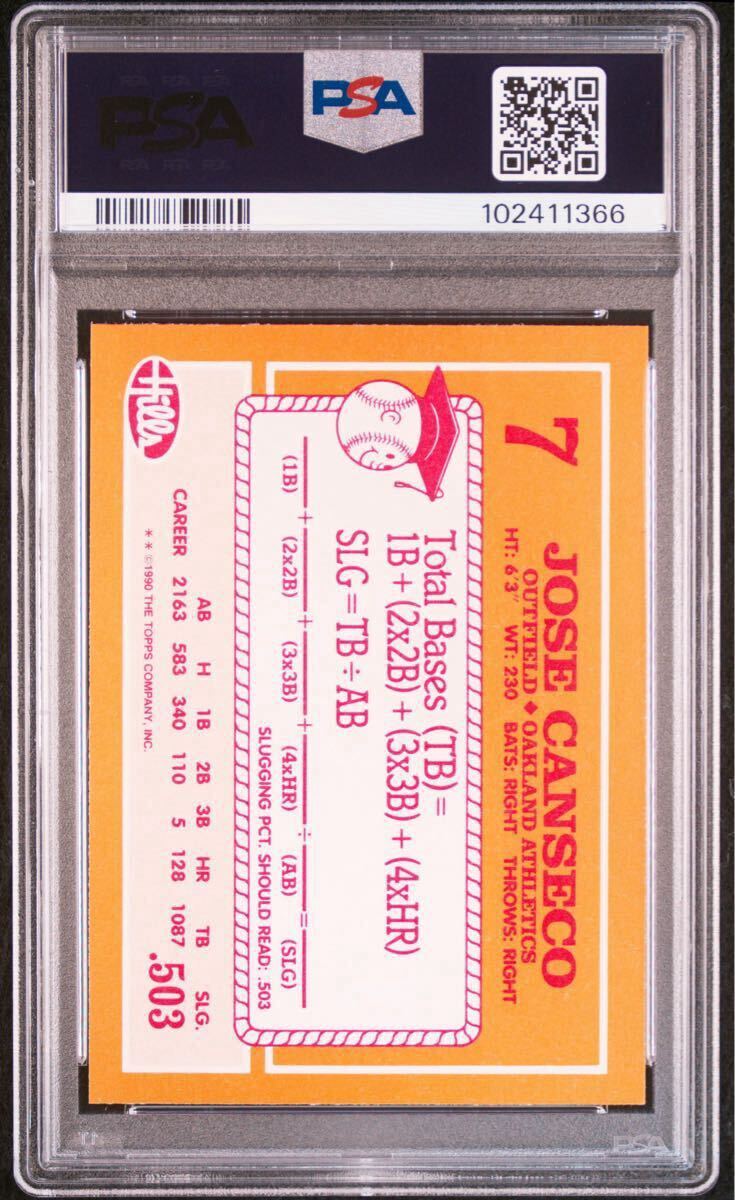 PSA
PSA
102411366
7
JOSE CANSECO
OUTFIELD ◆ OAKLAND ATHLETICS
HT: 6'3" WT: 230 BATS: RIGHT THROWS: RIGHT
Total Bases (TB) =
1B + (2x2B) + (3x3B) + (4xHR)
SLG = TB ÷ AB
+ + + ÷ =
(1B) (2x2B) (3x3B) (4xHR) (AB) (SLG)
SLUGGING PCT. SHOULD READ: .503
AB H 1B 2B 3B HR TB SLG.
CAREER 2163 583 340 110 5 128 1087 .503
* * © 1990 THE TOPPS COMPANY, INC.
Hills
PSA